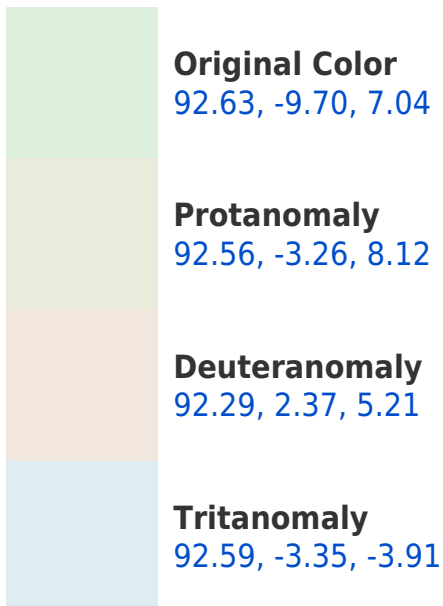 Original Color
92.63, -9.70, 7.04
Protanomaly
92.56, -3.26, 8.12
Deuteranomaly
92.29, 2.37, 5.21
Tritanomaly
92.59, -3.35, -3.91